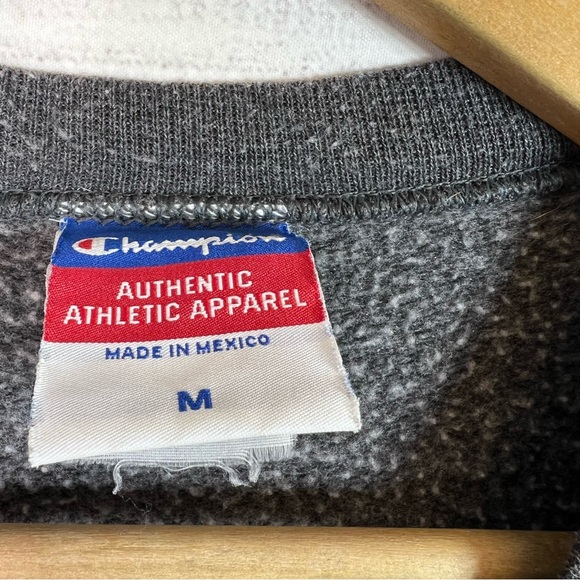 Champion
AUTHENTIC
ATHLETIC APPAREL
MADE IN MEXICO
M